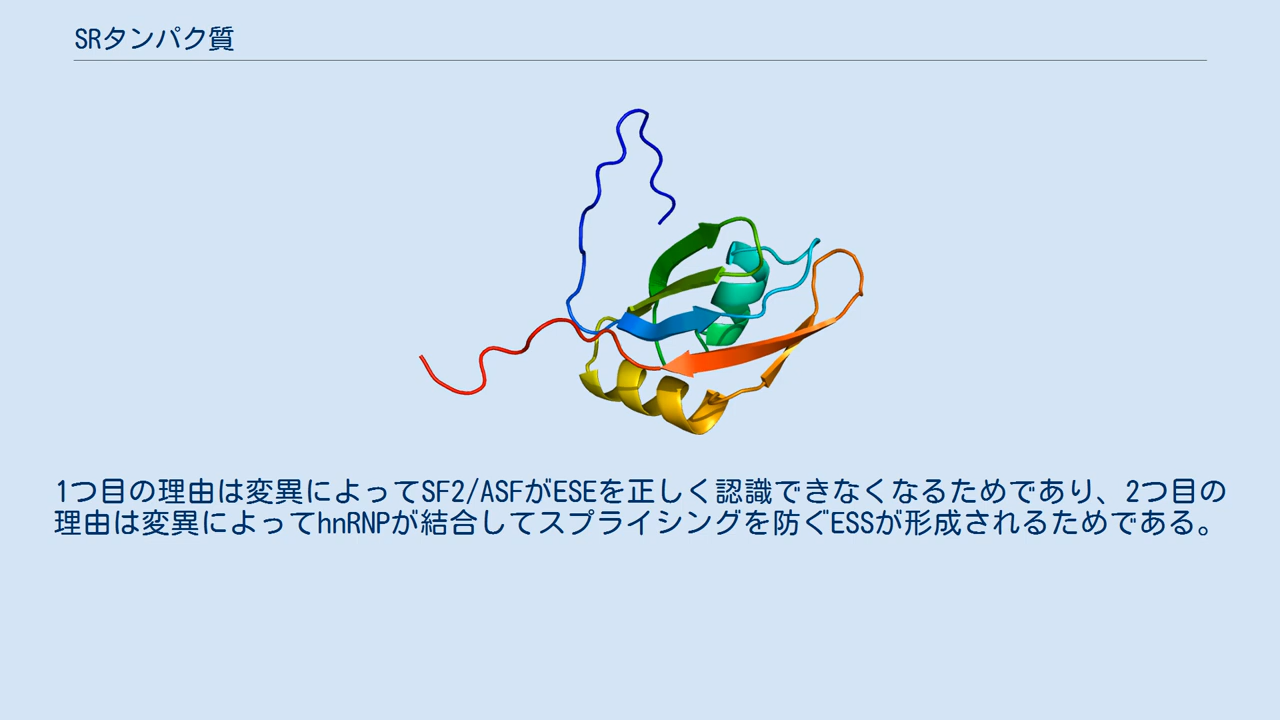 SRタンパク質
1つ目の理由は変異によってSF2/ASFがESEを正しく認識できなくなるためであり、2つ目の
理由は変異によってhnRNPが結合してスプライシングを防ぐESSが形成されるためである。